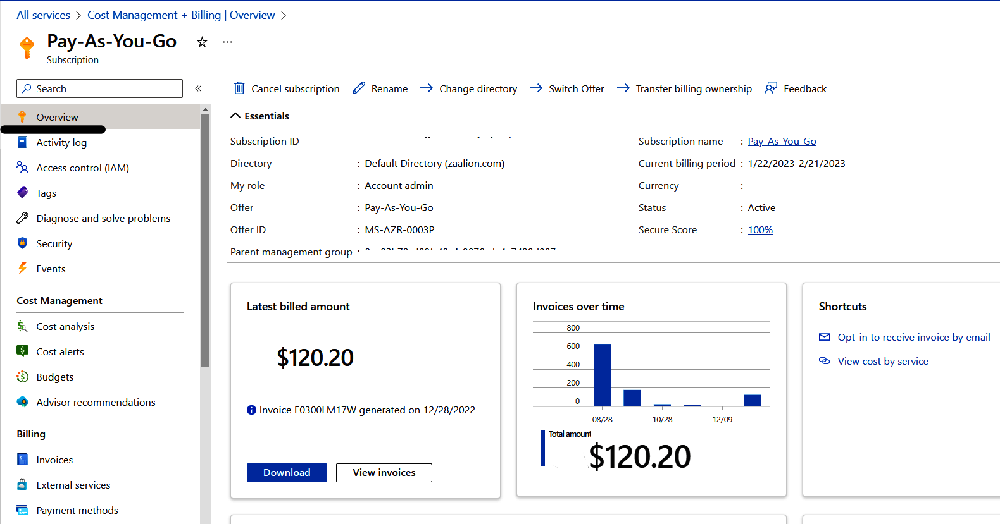 All services > Cost Management + Billing | Overview >
Pay-As-You-Go ☆ ...
Subscription
Search «
Cancel subscription Rename Change directory Switch Offer Transfer billing ownership Feedback
Overview
Activity log
Access control (IAM)
Tags
Diagnose and solve problems
Security
Events
Cost Management
Cost analysis
Cost alerts
Budgets
Advisor recommendations
Billing
Invoices
External services
Payment methods
Essentials
Subscription ID
Directory : Default Directory (zaalion.com)
My role : Account admin
Offer : Pay-As-You-Go
Offer ID : MS-AZR-0003P
Parent management group :
Subscription name : Pay-As-You-Go
Current billing period : 1/22/2023-2/21/2023
Currency :
Status : Active
Secure Score : 100%
Latest billed amount
$120.20
Invoice E0300LM17W generated on 12/28/2022
Download View invoices
Invoices over time
800
600
400
200
0
08/28 10/28 12/09
Total amount
$120.20
Shortcuts
Opt-in to receive invoice by email
View cost by service